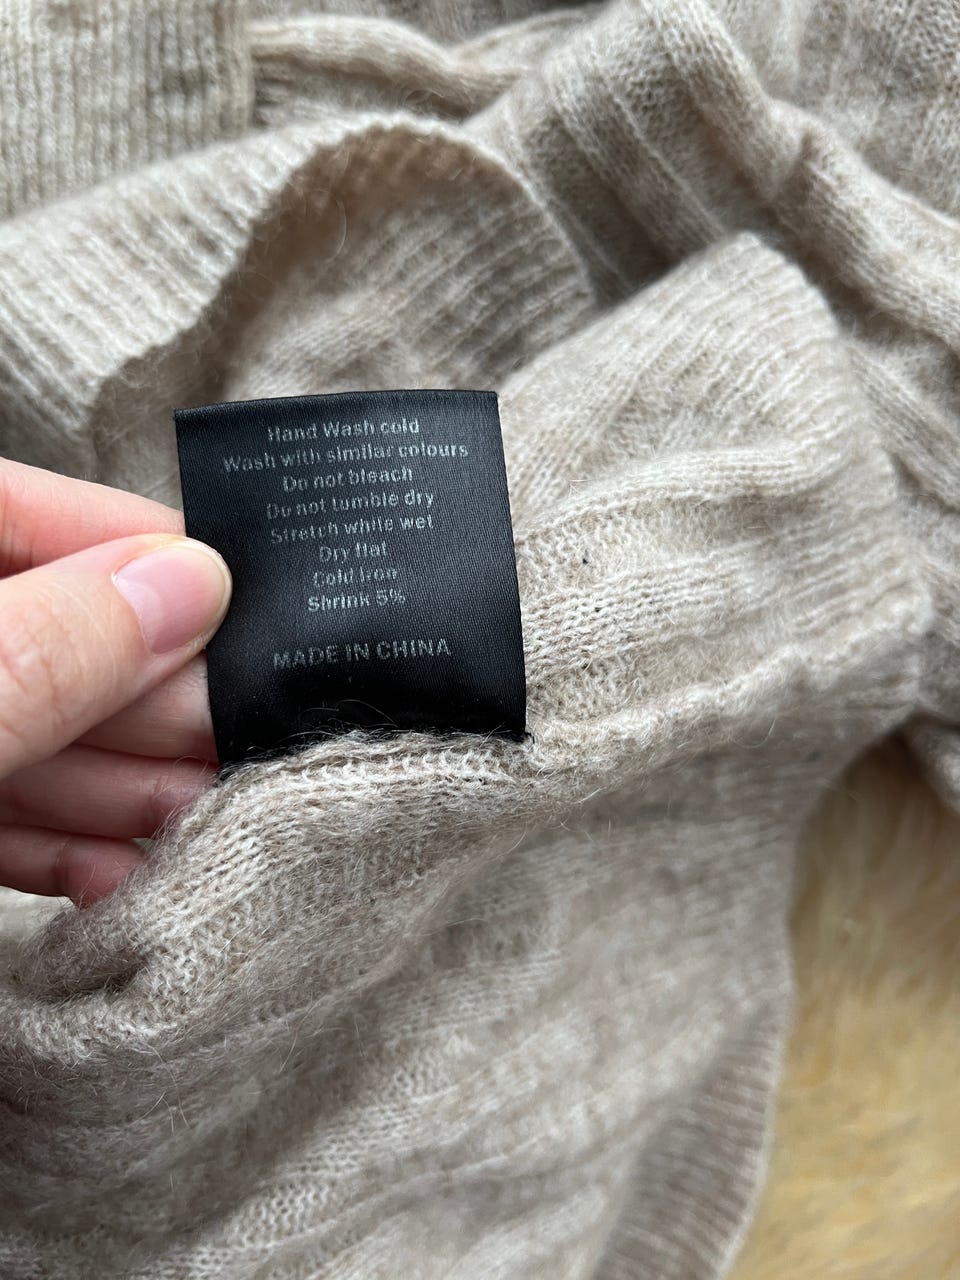 Hand Wash cold
Wash with similar colours
Do not bleach
Do not tumble dry
Stretch while wet
Dry flat
Cold Iron
Shrink 5%
MADE IN CHINA